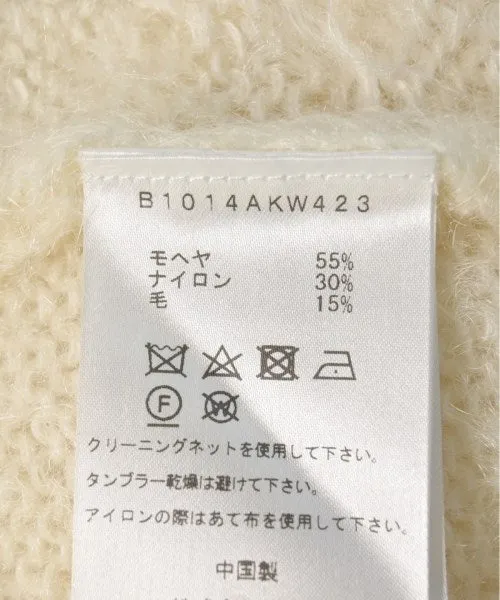 B1014AKW423
モヘヤ 55%
ナイロン 30%
毛 15%
F W
クリーニングネットを使用して下さい。
タンブラー乾燥は避けて下さい。
アイロンの際はあて布を使用して下さい。
中国製